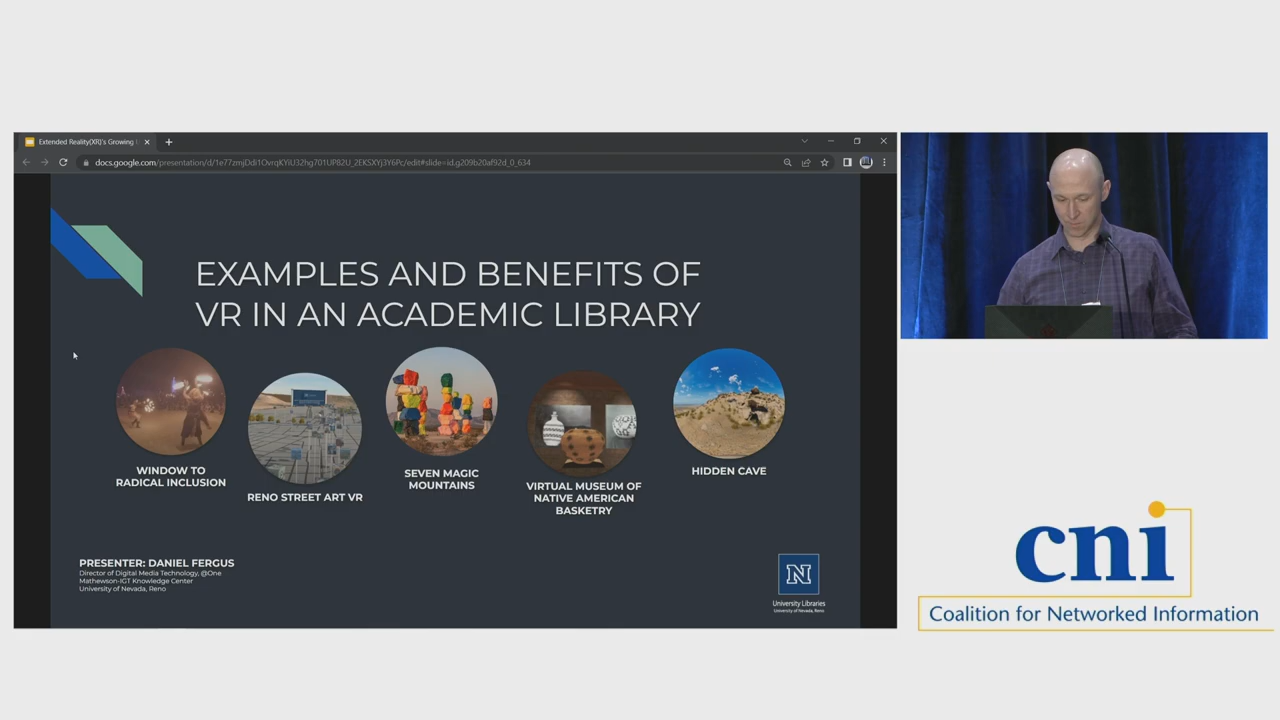 Extended Reality(XR)'s Growing
docs.google.com/presentation/d/1e77zmjDdi1OvrqKYiU32hg701UP82U_2EKSXYj3Y6Pc/edit#slide=id.g209b20af92d_0_634
EXAMPLES AND BENEFITS OF
VR IN AN ACADEMIC LIBRARY
WINDOW TO
RADICAL INCLUSION
RENO STREET ART VR
SEVEN MAGIC
MOUNTAINS
VIRTUAL MUSEUM OF
NATIVE AMERICAN
BASKETRY
HIDDEN CAVE
PRESENTER: DANIEL FERGUS
Director of Digital Media Technology, @One
Mathewson-IGT Knowledge Center
University of Nevada, Reno
N
University Libraries
University of Nevada, Reno
cni
Coalition for Networked Information